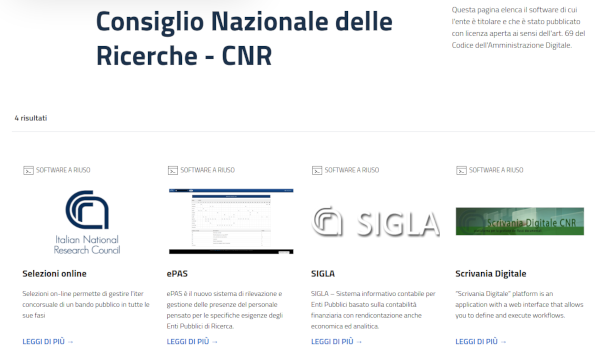 Consiglio Nazionale delle
Ricerche - CNR
Questa pagina elenca il software di cui
l'ente è titolare e che è stato pubblicato
con licenza aperta ai sensi dell'art. 69 del
Codice dell'Amministrazione Digitale.
4 risultati
SOFTWARE A RIUSO
Italian National
Research Council
Selezioni online
Selezioni on-line permette di gestire l'iter
concorsuale di un bando pubblico in tutte le
sue fasi
LEGGI DI PIÙ →
SOFTWARE A RIUSO
ePAS
ePAS è il nuovo sistema di rilevazione e
gestione delle presenze del personale
pensato per le specifiche esigenze degli
Enti Pubblici di Ricerca.
LEGGI DI PIÙ →
SOFTWARE A RIUSO
SIGLA
SIGLA
SIGLA – Sistema informativo contabile per
Enti Pubblici basato sulla contabilità
finanziaria con rendicontazione anche
economica ed analitica.
LEGGI DI PIÙ →
SOFTWARE A RIUSO
Scrivania Digitale CNR
Scrivania Digitale
"Scrivania Digitale" platform is an
application with a web interface that allows
you to define and execute workflows.
LEGGI DI PIÙ →